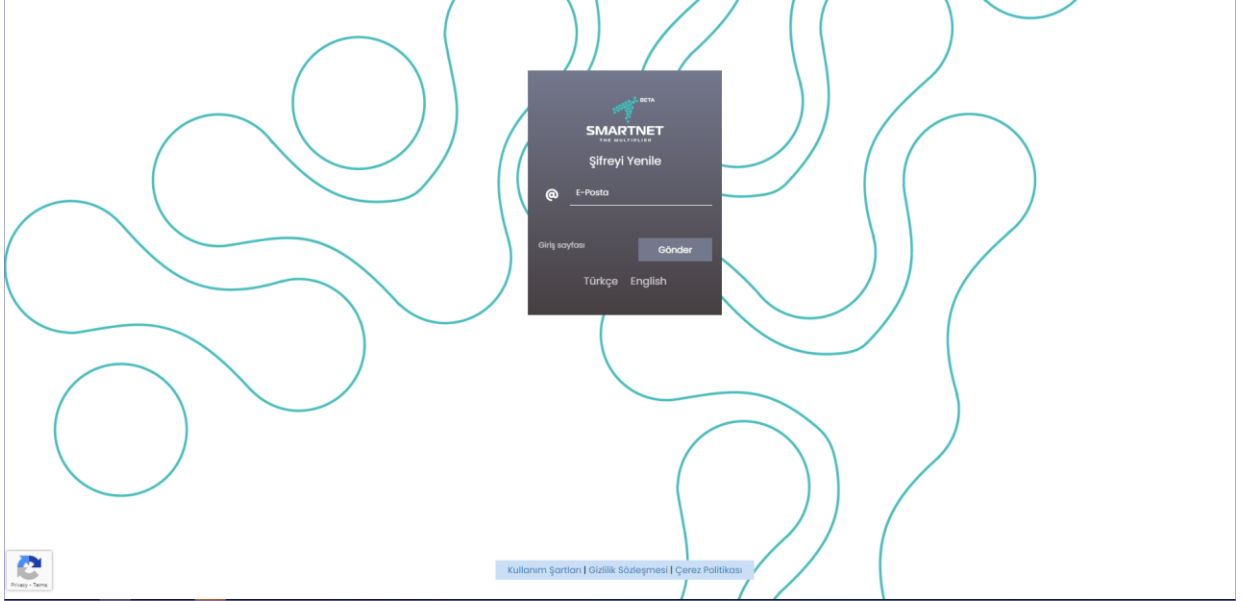 BETA
SMARTNET
THE MULTIPLIER
Şifreyi Yenile
@ E-Posta
Giriş sayfası
Gönder
Türkçe English
Kullanım Şartları | Gizlilik Sözleşmesi | Çerez Politikası
Privacy - Terms